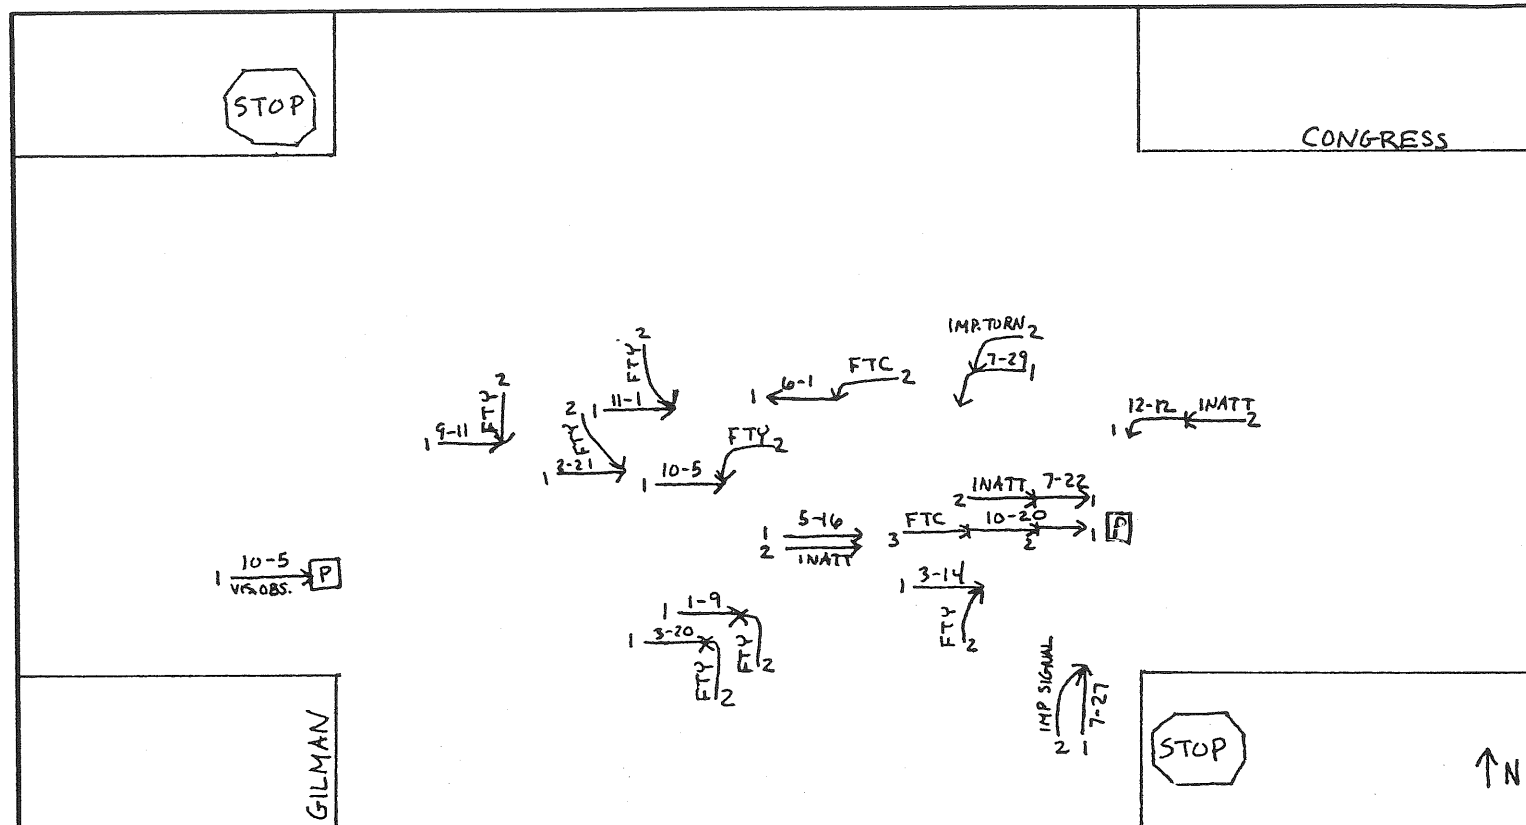 STOP
CONGRESS
IMP. TURN 2
7-29 1
FTY 2
FTC 2
1 6-1
1 11-1
FTY 2
1 9-11
12-12 INATT 2
1
FTY 2
1 2-21
FTY 2
1 10-5
INATT 7-22
2 1
1 5-16
2 INATT
FTC 10-20
3 2 1 P
1 10-5 P
VIS. OBS.
1 3-14
FTY 2
1 1-9
FTY 2
1 3-20
FTY 2
IMP SIGNAL
7-27
2 1
STOP
GILMAN
N